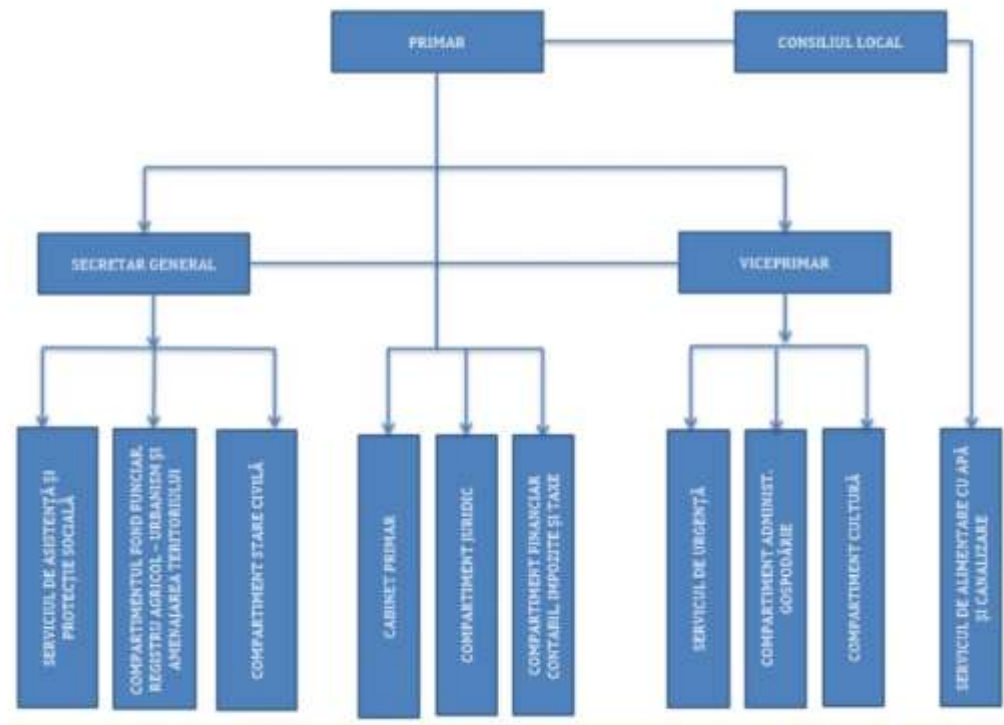 PRIMAR
CONSILIUL LOCAL
SECRETAR GENERAL
VICEPRIMAR
SERVICIUL DE ASISTENȚĂ ȘI
PROTECȚIE SOCIALĂ
COMPARTIMENTUL FOND FUNCIAR,
REGISTRU AGRICOL - URBANISM ȘI
AMENAJAREA TERITORIULUI
COMPARTIMENT STARE CIVILĂ
CABINET PRIMAR
COMPARTIMENT JURIDIC
COMPARTIMENT FINANCIAR
CONTABIL, IMPOZITE ȘI TAXE
SERVICUL DE URGENȚĂ
COMPARTIMENT ADMINIST.
GOSPODĂRIE
COMPARTIMENT CULTURĂ
SERVICUL DE ALIMENTARE CU APĂ
ȘI CANALIZARE